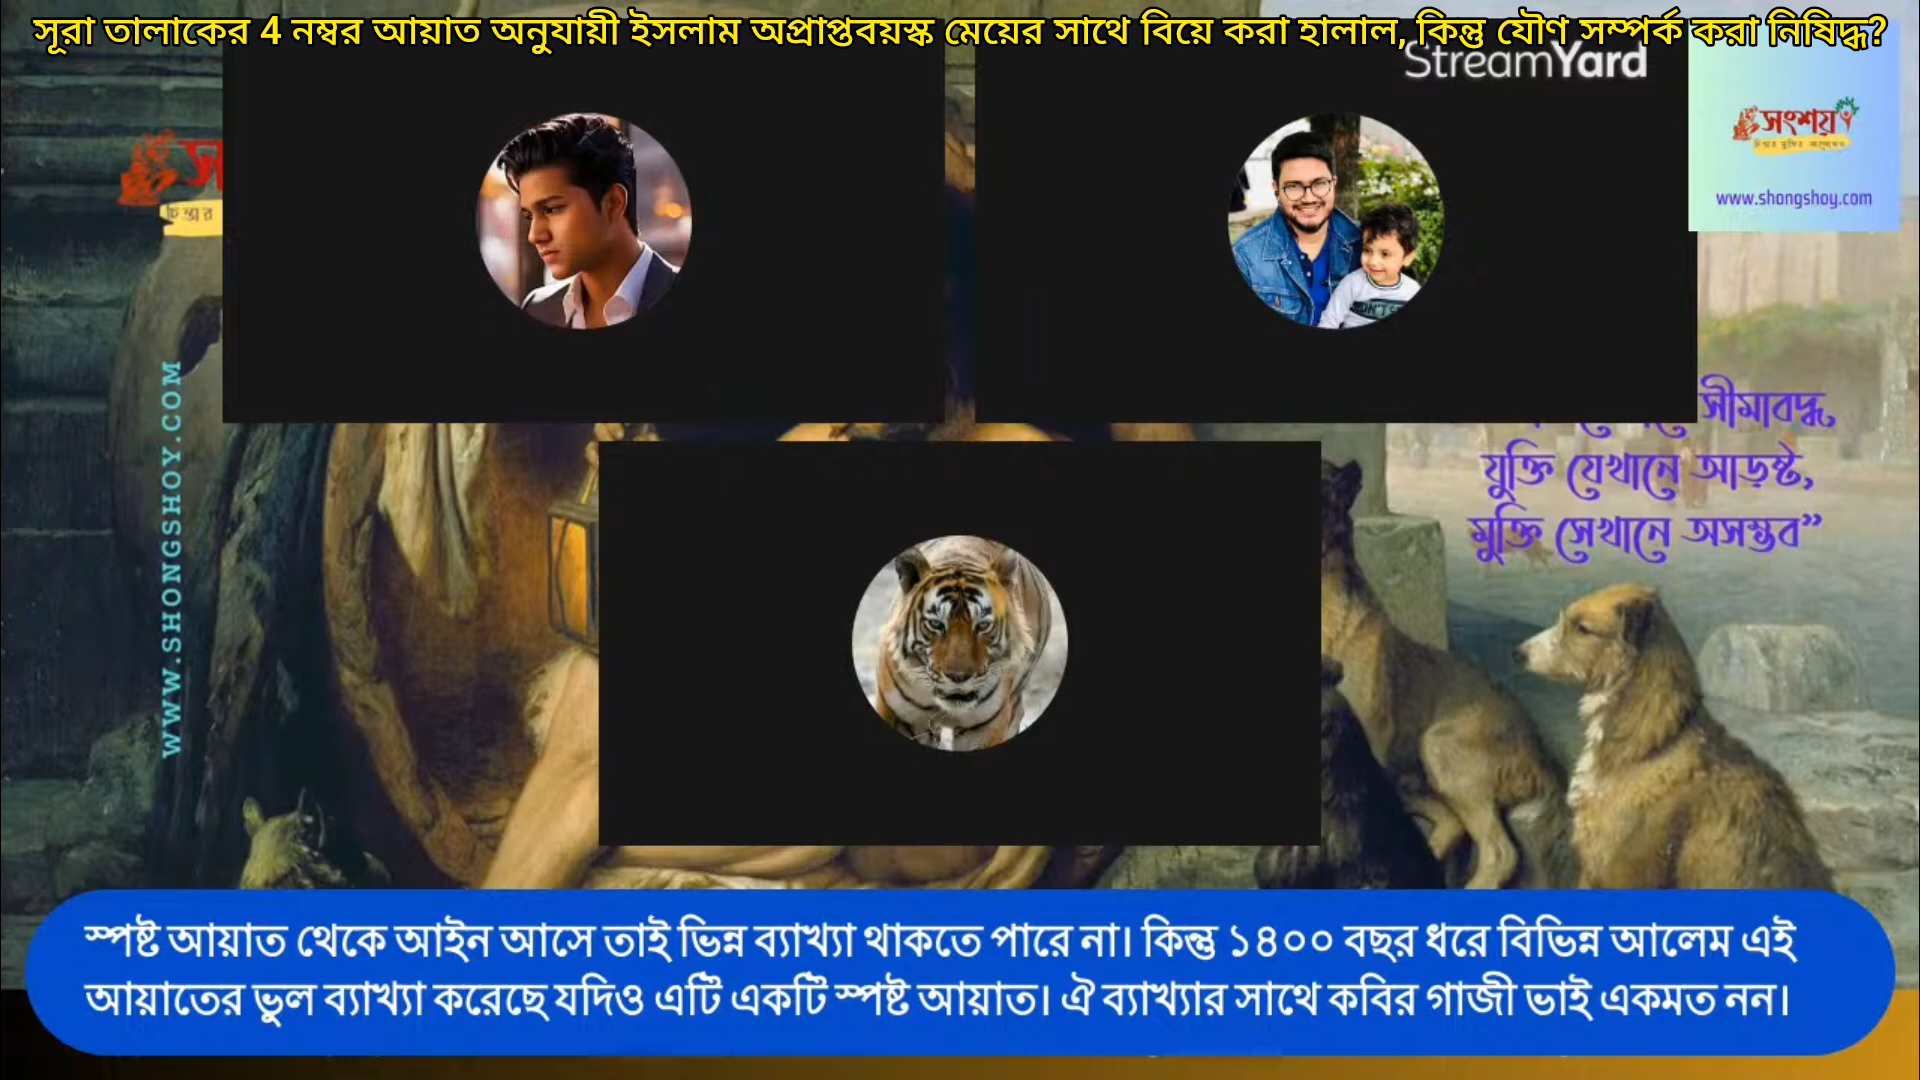 সূরা তালাকের 4 নম্বর আয়াত অনুযায়ী ইসলাম অপ্রাপ্তবয়স্ক মেয়ের সাথে বিয়ে করা হালাল, কিন্তু যৌণ সম্পর্ক করা নিষিদ্ধ?
StreamYard
সংশয়
www.shongshoy.com
WWW.SHONGSHOY.COM
সীমাবদ্ধ,
যুক্তি যেখানে আড়ষ্ট,
মুক্তি সেখানে অসম্ভব”
স্পষ্ট আয়াত থেকে আইন আসে তাই ভিন্ন ব্যাখ্যা থাকতে পারে না। কিন্তু ১৪০০ বছর ধরে বিভিন্ন আলেম এই
আয়াতের ভুল ব্যাখ্যা করেছে যদিও এটি একটি স্পষ্ট আয়াত। ঐ ব্যাখ্যার সাথে কবির গাজী ভাই একমত নন।